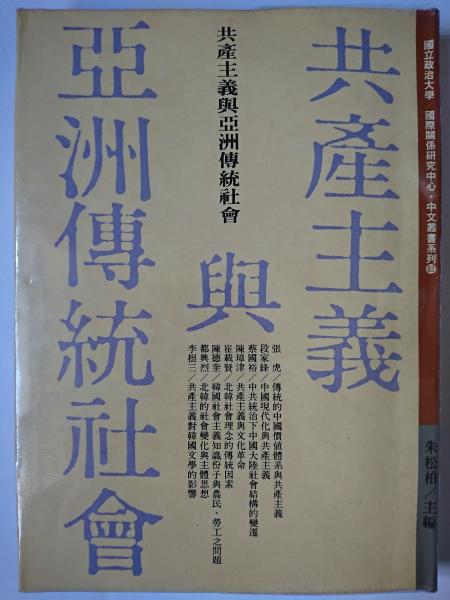 國立政治大學 國際關係研究中心·中文叢書系列83
朱松柏／主編
共產主義
與
亞洲傳統社會
共產主義與亞洲傳統社會
張 虎／傳統的中國價值體系與共產主義
段家鋒／中國現代化與共產主義
蔡國裕／中共統治下中國大陸社會結構的變遷
陳璋津／共產主義與文化革命
崔載賢／北韓社會理念的傳統因素
陳德奎／韓國社會主義知識份子與農民、勞工之問題
都興烈／北韓的社會變化與主體思想
李根三／共產主義對韓國文學的影響